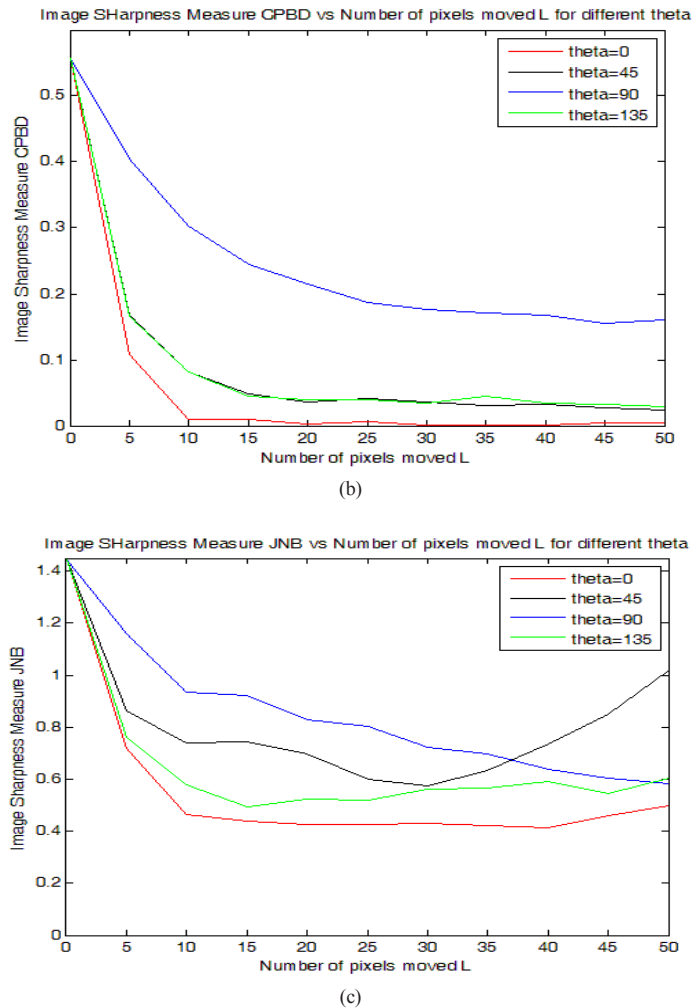 Image SHarpness Measure CPBD vs Number of pixels moved L for different theta
theta=0
theta=45
theta=90
theta=135
Image Sharpness Measure CPBD
0.5
0.4
0.3
0.2
0.1
0
0 5 10 15 20 25 30 35 40 45 50
Number of pixels moved L
(b)
Image SHarpness Measure JNB vs Number of pixels moved L for different theta
theta=0
theta=45
theta=90
theta=135
Image Sharpness Measure JNB
1.4
1.2
1
0.8
0.6
0.4
0.2
0
0 5 10 15 20 25 30 35 40 45 50
Number of pixels moved L
(c)